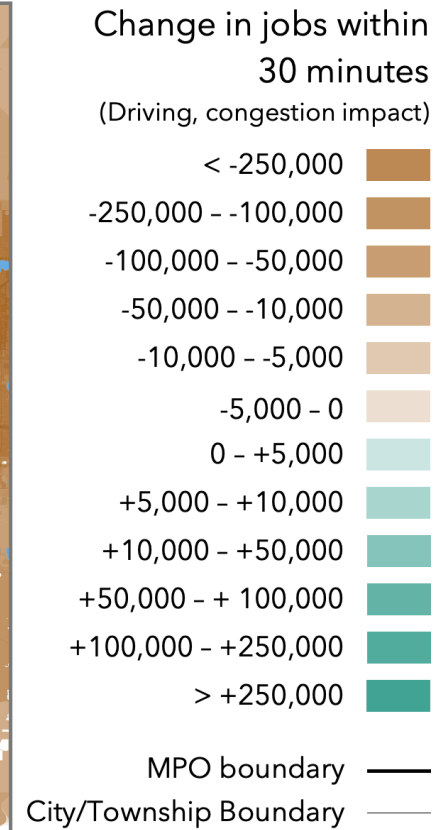 Change in jobs within
30 minutes
(Driving, congestion impact)
< -250,000
-250,000 – -100,000
-100,000 – -50,000
-50,000 – -10,000
-10,000 – -5,000
-5,000 – 0
0 – +5,000
+5,000 – +10,000
+10,000 – +50,000
+50,000 – + 100,000
+100,000 – +250,000
> +250,000
MPO boundary
City/Township Boundary